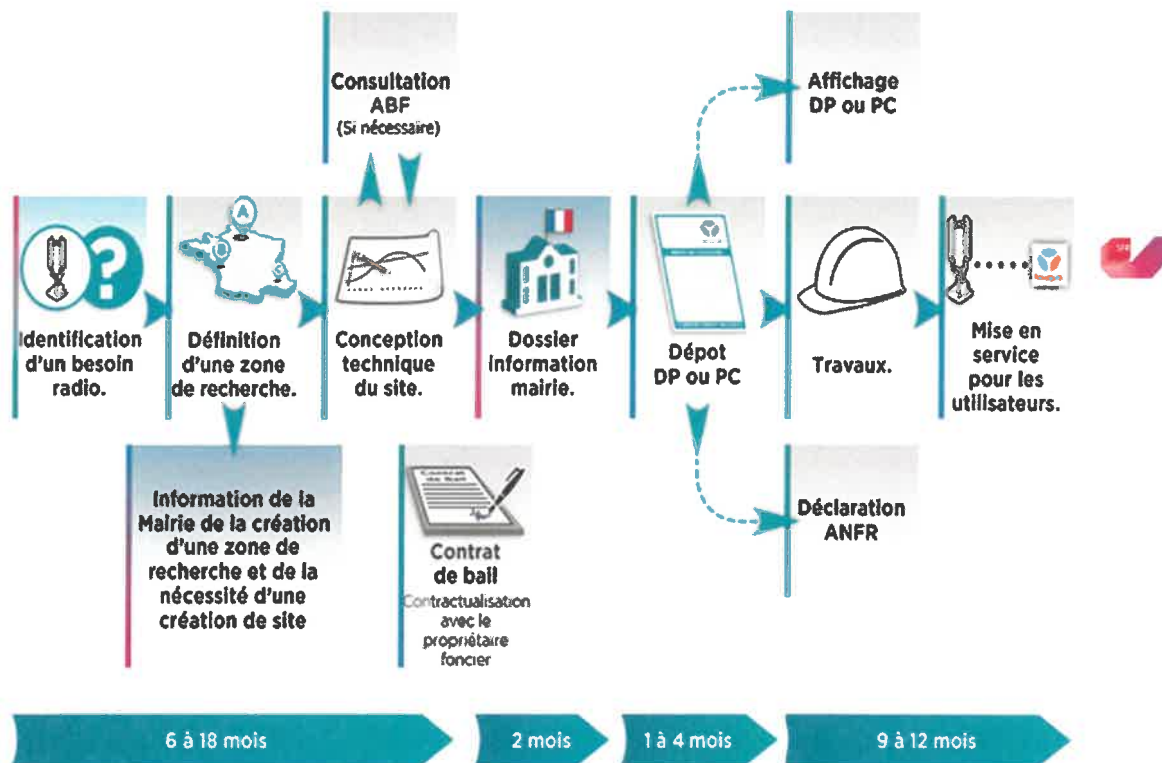 Consultation
ABF
(Si nécessaire)
Affichage
DP ou PC
A
Identification
d'un besoin
radio.
Définition
d'une zone
de recherche.
Conception
technique
du site.
Dossier
information
mairie.
Dépot
DP ou PC
Travaux.
Mise en
service
pour les
utilisateurs.
Information de la
Mairie de la création
d'une zone de
recherche et de la
nécessité d'une
création de site
Contrat
de bail
Contrat
de bail
Contractualisation
avec le
propriétaire
foncier
Déclaration
ANFR
6 à 18 mois
2 mois
1 à 4 mois
9 à 12 mois